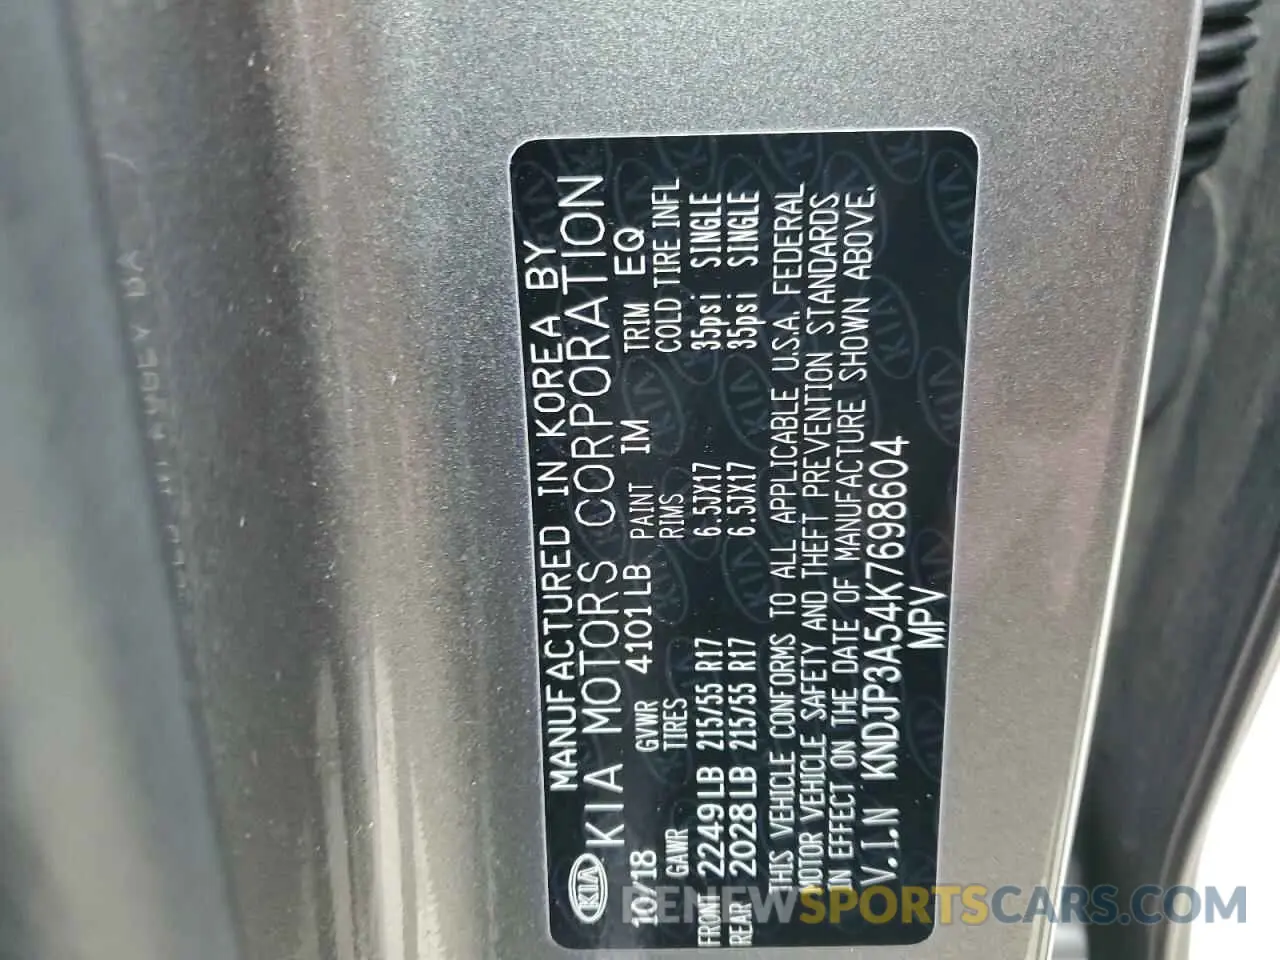 MANUFACTURED IN KOREA BY
KIA KIA MOTORS CORPORATION
10/18 GVWR 4101LB PAINT IM TRIM EQ
GAWR TIRES RIMS COLD TIRE INFL
FRONT 2249LB 215/55 R17 6.5JX17 35psi SINGLE
REAR 2028LB 215/55 R17 6.5JX17 35psi SINGLE
THIS VEHICLE CONFORMS TO ALL APPLICABLE U.S.A. FEDERAL
MOTOR VEHICLE SAFETY AND THEFT PREVENTION STANDARDS
IN EFFECT ON THE DATE OF MANUFACTURE SHOWN ABOVE.
V.I.N KNDJP3A54K7698604
MPV
RENEWSPORTSCARS.COM